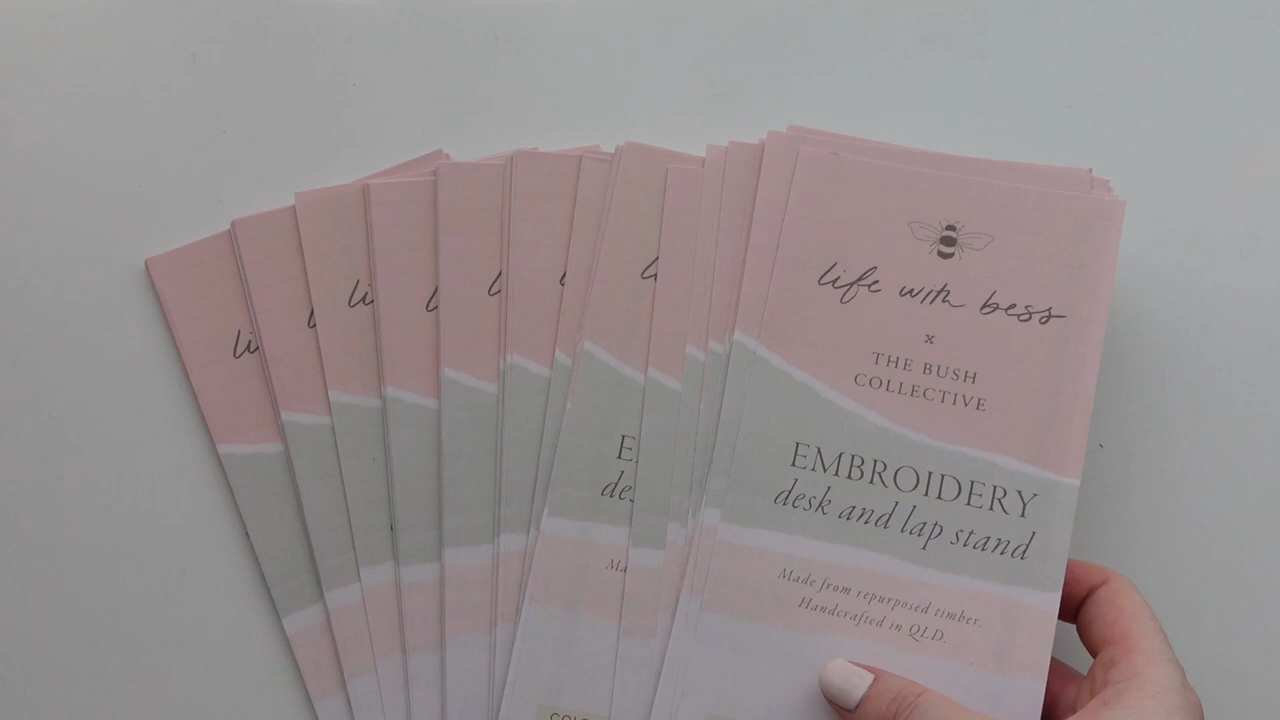 life with bess
x
THE BUSH
COLLECTIVE
EMBROIDERY
desk and lap stand
Made from repurposed timber.
Handcrafted in QLD.